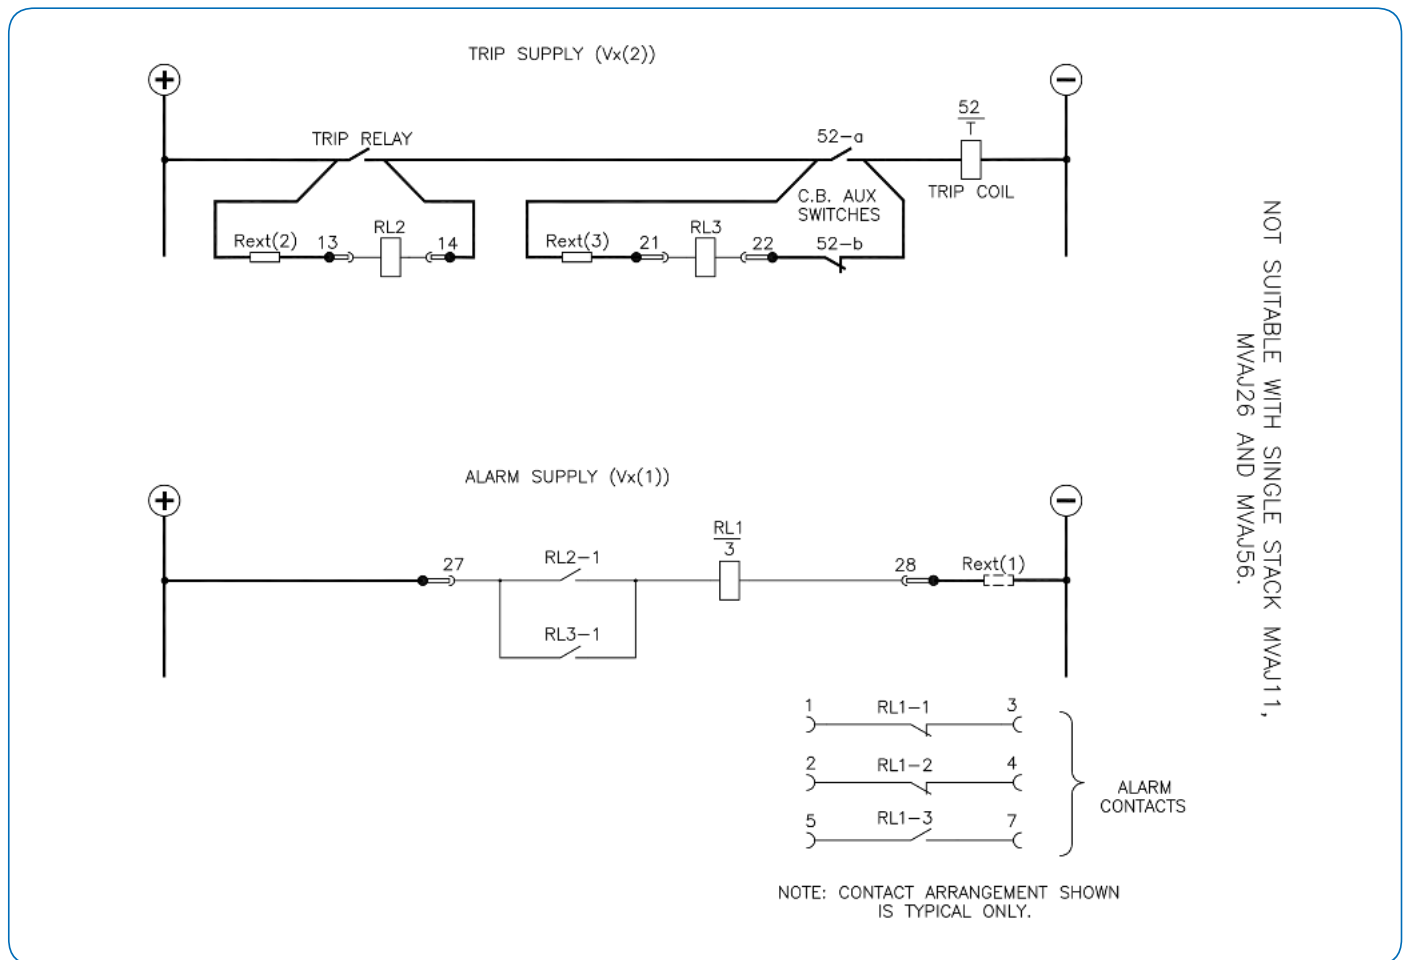 TRIP SUPPLY (Vx(2))
+
−
TRIP RELAY
52-a
52
T
TRIP COIL
C.B. AUX
SWITCHES
Rext(2)
13
RL2
14
Rext(3)
21
RL3
22
52-b
NOT SUITABLE WITH SINGLE STACK MVAJ11,
MVAJ26 AND MVAJ56.
ALARM SUPPLY (Vx(1))
+
−
27
RL2-1
RL1
3
28
Rext(1)
RL3-1
1
RL1-1
3
2
RL1-2
4
5
RL1-3
7
ALARM
CONTACTS
NOTE: CONTACT ARRANGEMENT SHOWN
IS TYPICAL ONLY.